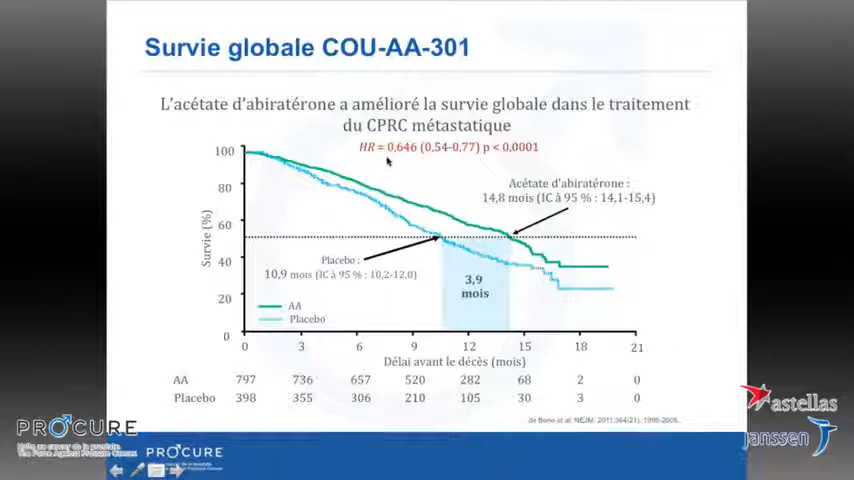 Survie globale COU-AA-301
L'acétate d'abiratérone a amélioré la survie globale dans le traitement
du CPRC métastatique
HR = 0,646 (0,54-0,77) p < 0,0001
100
80
60
40
20
0
Survie (%)
Acétate d'abiratérone :
14,8 mois (IC à 95 % : 14,1-15,4)
Placebo :
10,9 mois (IC à 95 % : 10,2-12,0)
3,9
mois
AA
Placebo
0 3 6 9 12 15 18 21
Délai avant le décès (mois)
AA 797 736 657 520 282 68 2 0
Placebo 398 355 306 210 105 30 3 0
de Bono et al. NEJM. 2011;364(21), 1995-2005.
PROCURE
The Force Against Prostate Cancer
PROCURE
astellas
janssen